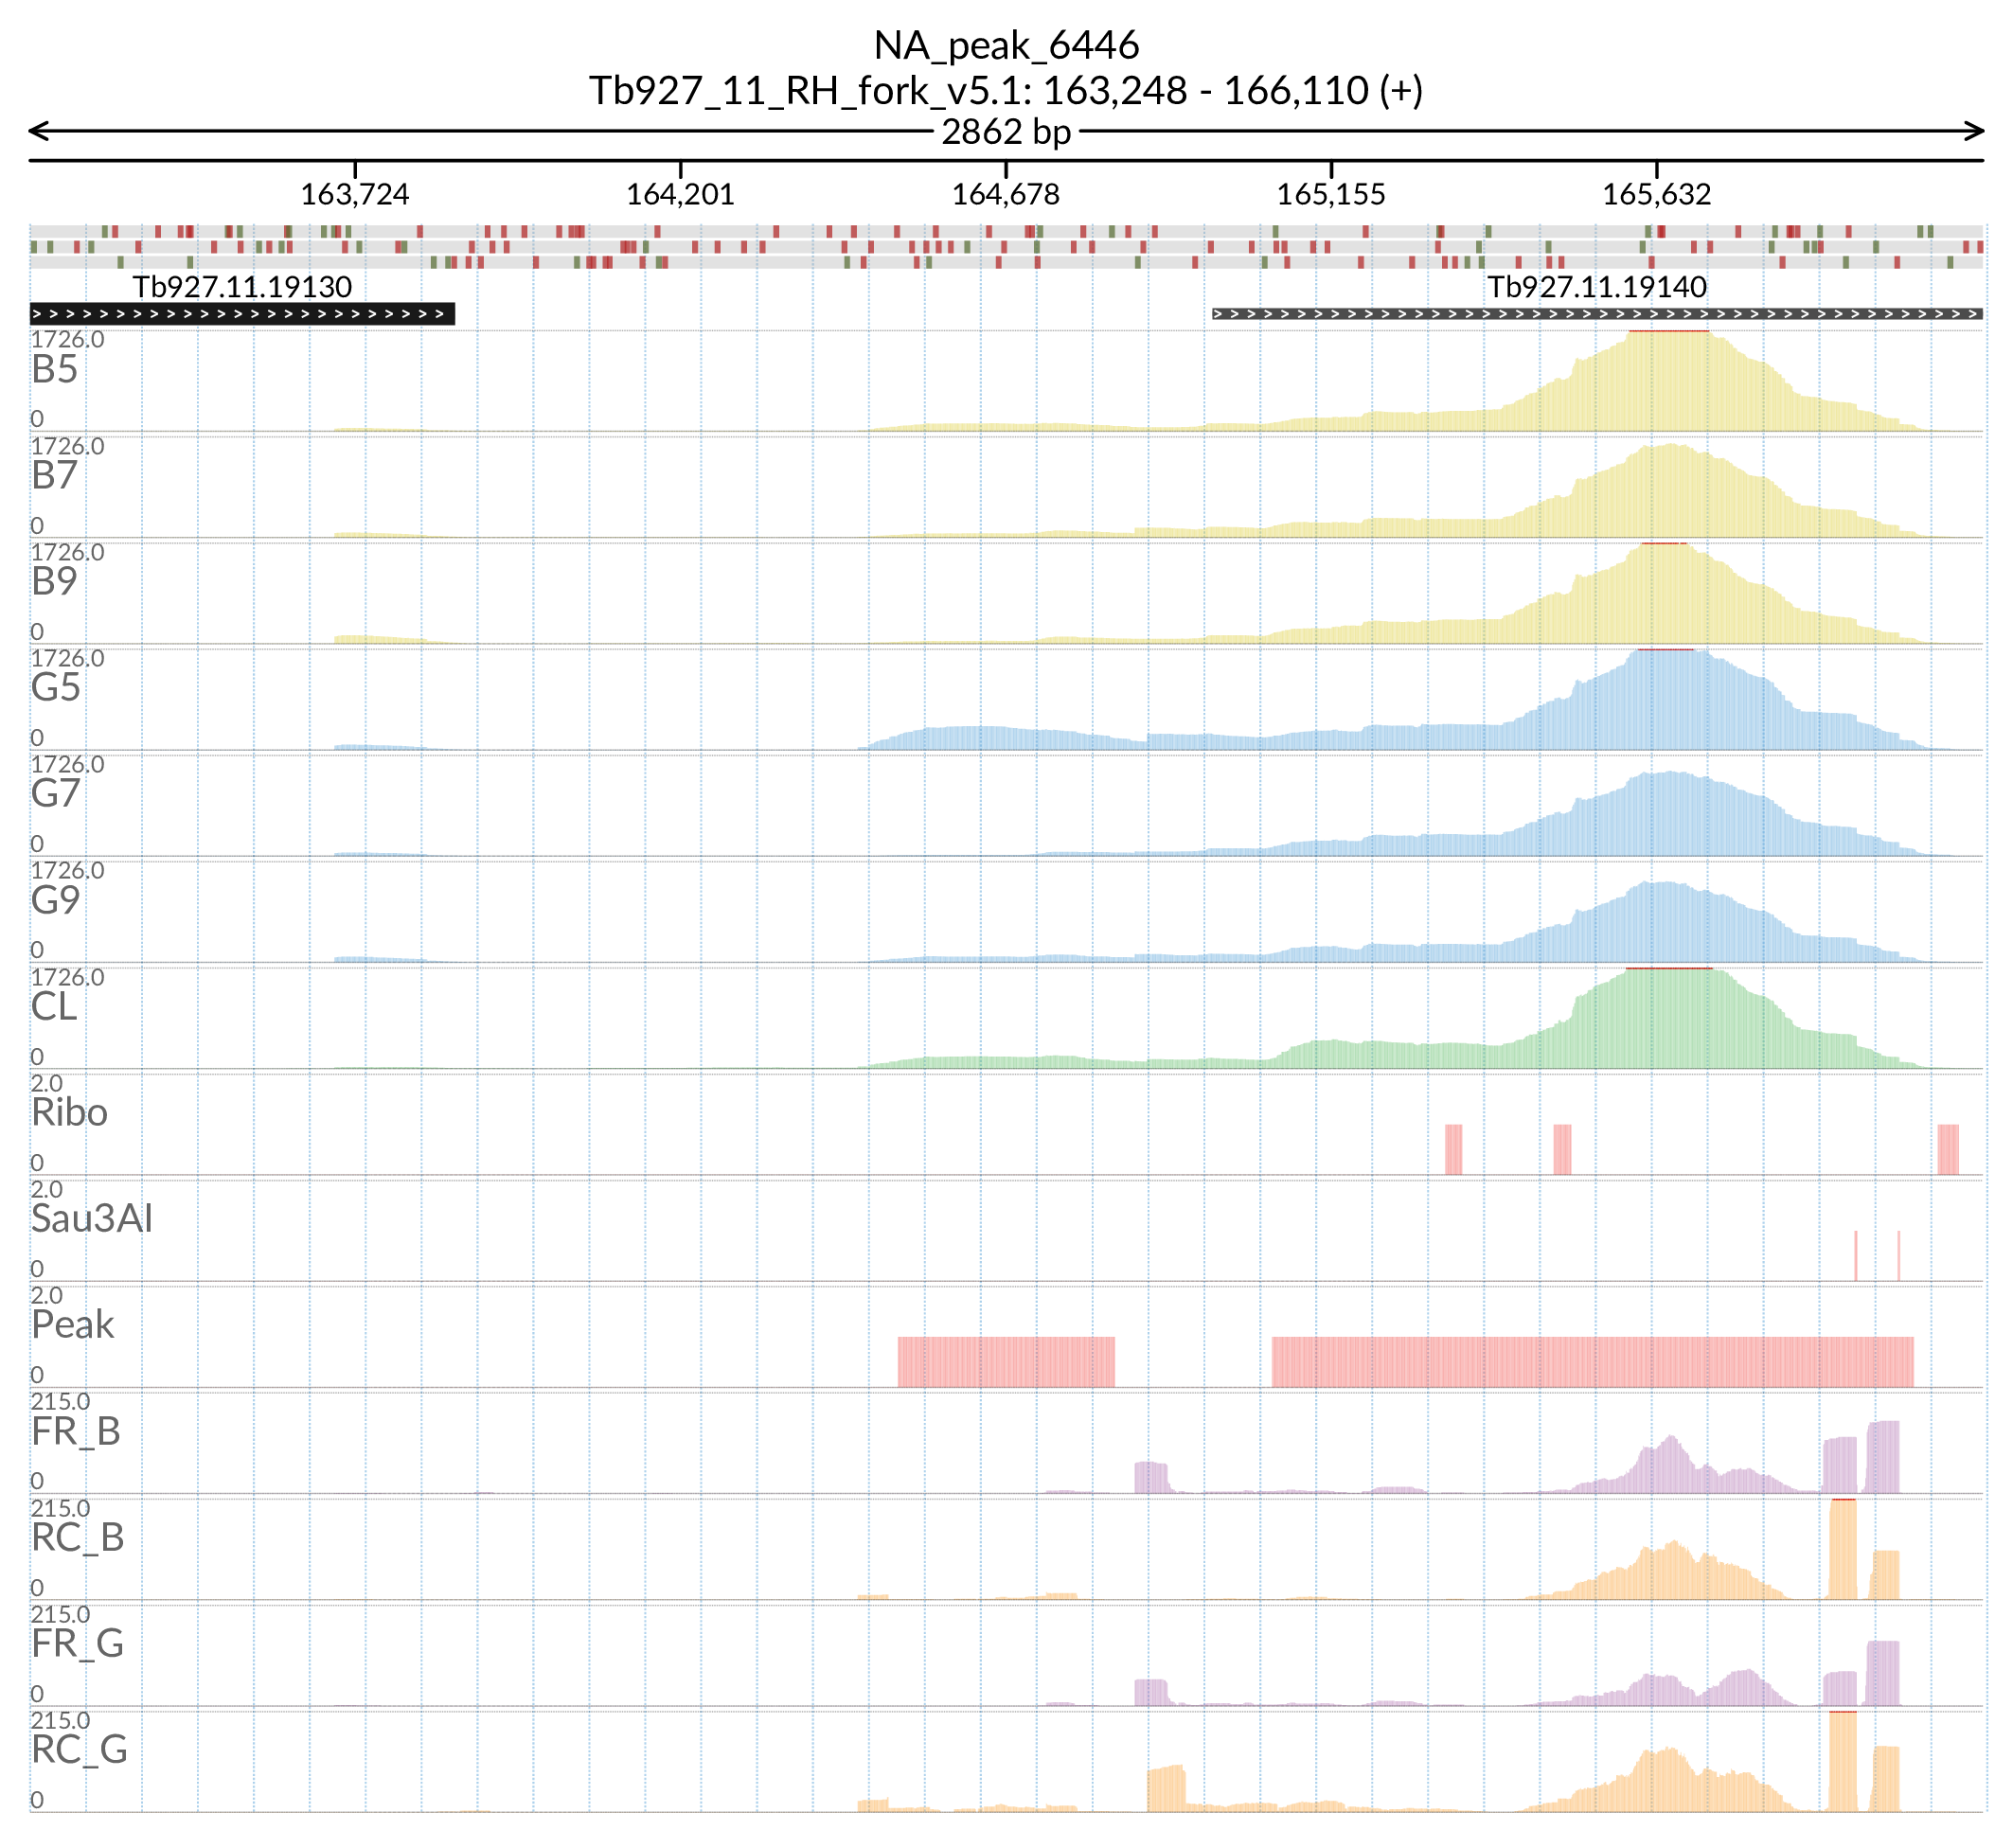 NA_peak_6446
Tb927_11_RH_fork_v5.1: 163,248 - 166,110 (+)
2862 bp
163,724 164,201 164,678 165,155 165,632
Tb927.11.19130 Tb927.11.19140
1726.0
B5
0
1726.0
B7
0
1726.0
B9
0
1726.0
G5
0
1726.0
G7
0
1726.0
G9
0
1726.0
CL
0
2.0
Ribo
0
2.0
Sau3AI
0
2.0
Peak
0
215.0
FR_B
0
215.0
RC_B
0
215.0
FR_G
0
215.0
RC_G
0